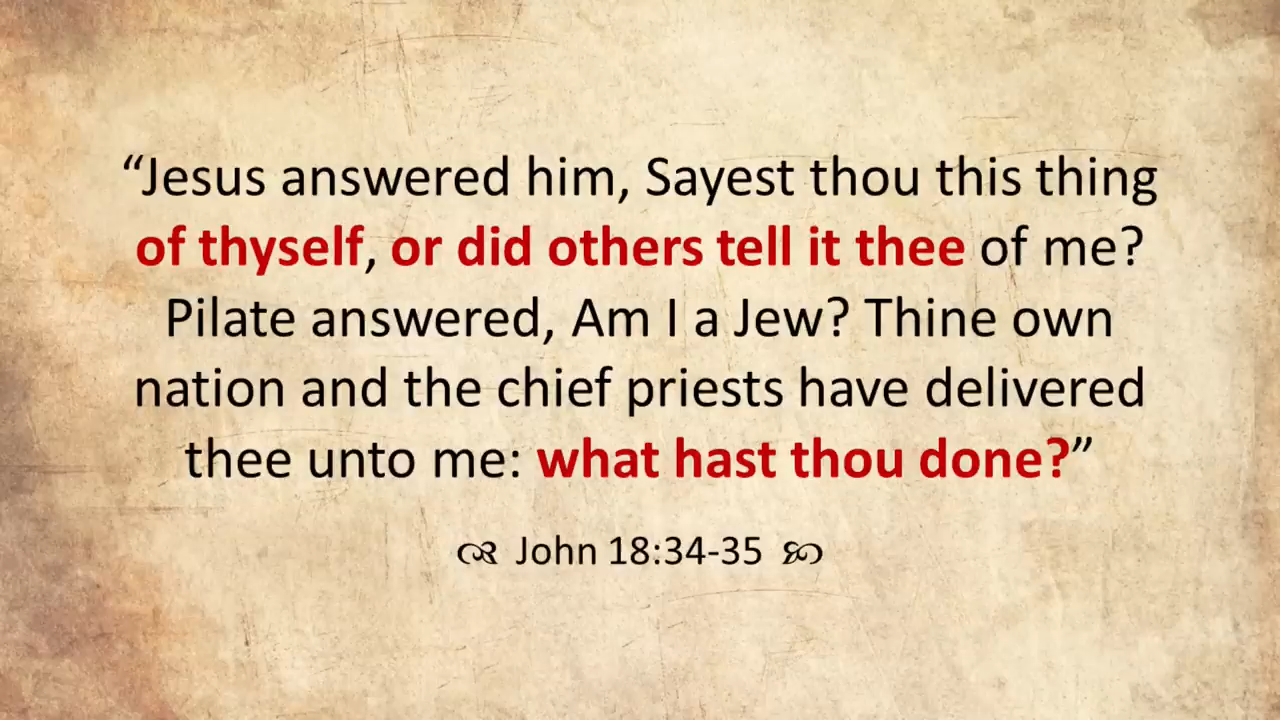 “Jesus answered him, Sayest thou this thing
of thyself, or did others tell it thee of me?
Pilate answered, Am I a Jew? Thine own
nation and the chief priests have delivered
thee unto me: what hast thou done?”
John 18:34-35